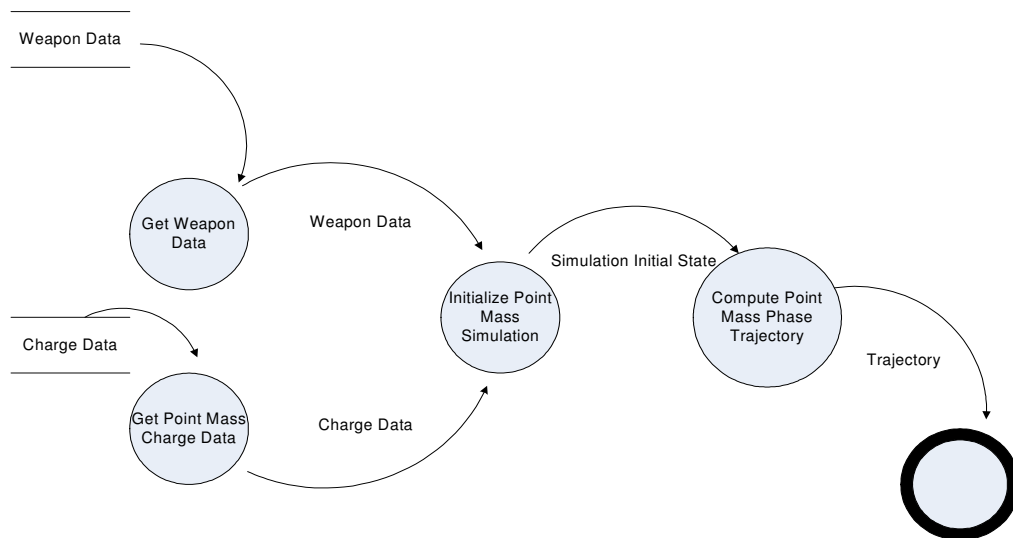 Weapon Data
Get Weapon
Data
Weapon Data
Charge Data
Get Point Mass
Charge Data
Charge Data
Initialize Point
Mass
Simulation
Simulation Initial State
Compute Point
Mass Phase
Trajectory
Trajectory